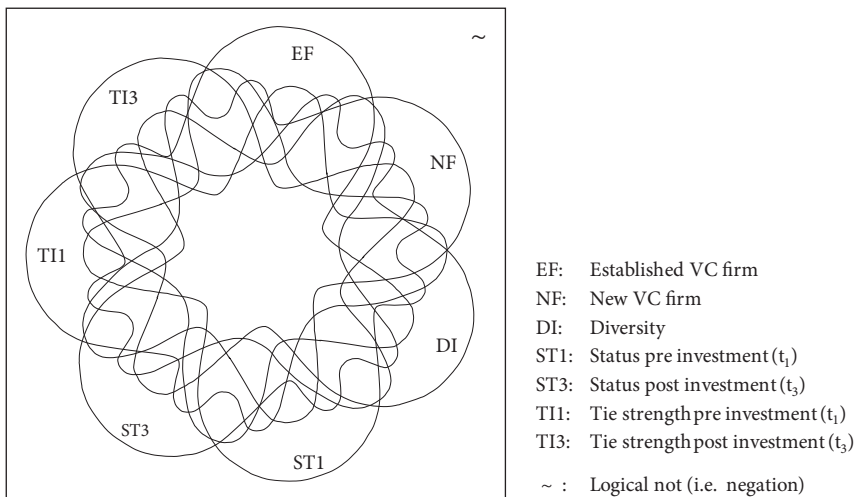 ~
EF
TI3
NF
TI1
DI
ST3
ST1
EF: Established VC firm
NF: New VC firm
DI: Diversity
ST1: Status pre investment (t₁)
ST3: Status post investment (t₃)
TI1: Tie strength pre investment (t₁)
TI3: Tie strength post investment (t₃)
~ : Logical not (i.e. negation)